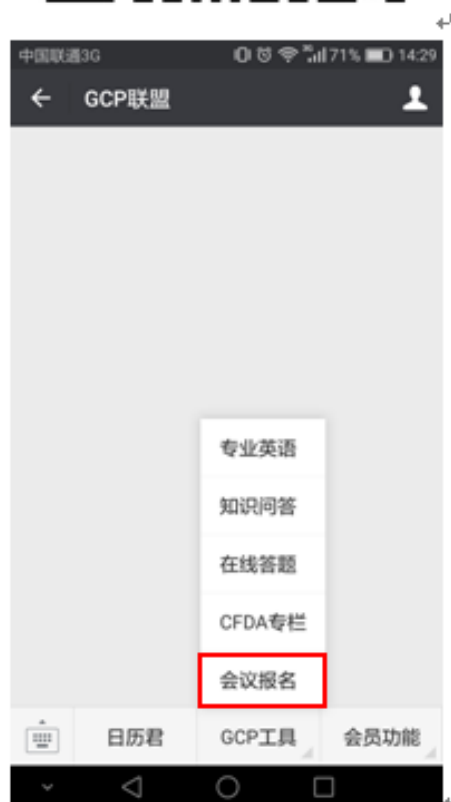 中国联通3G 71% 14:29
GCP联盟
专业英语
知识问答
在线答题
CFDA专栏
会议报名
日历君 GCP工具 会员功能